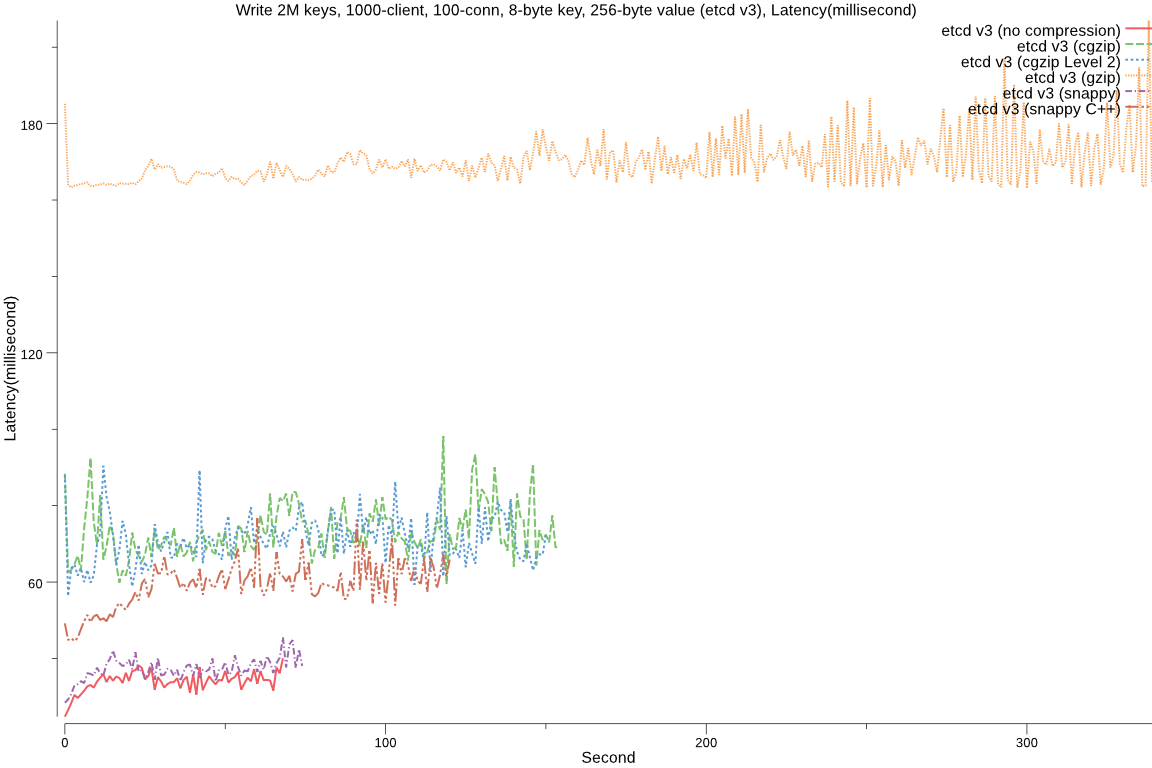 Write 2M keys, 1000-client, 100-conn, 8-byte key, 256-byte value (etcd v3), Latency(millisecond)
etcd v3 (no compression)
etcd v3 (cgzip)
etcd v3 (cgzip Level 2)
etcd v3 (gzip)
etcd v3 (snappy)
etcd v3 (snappy C++)
180
120
60
Latency(millisecond)
0
100
200
300
Second